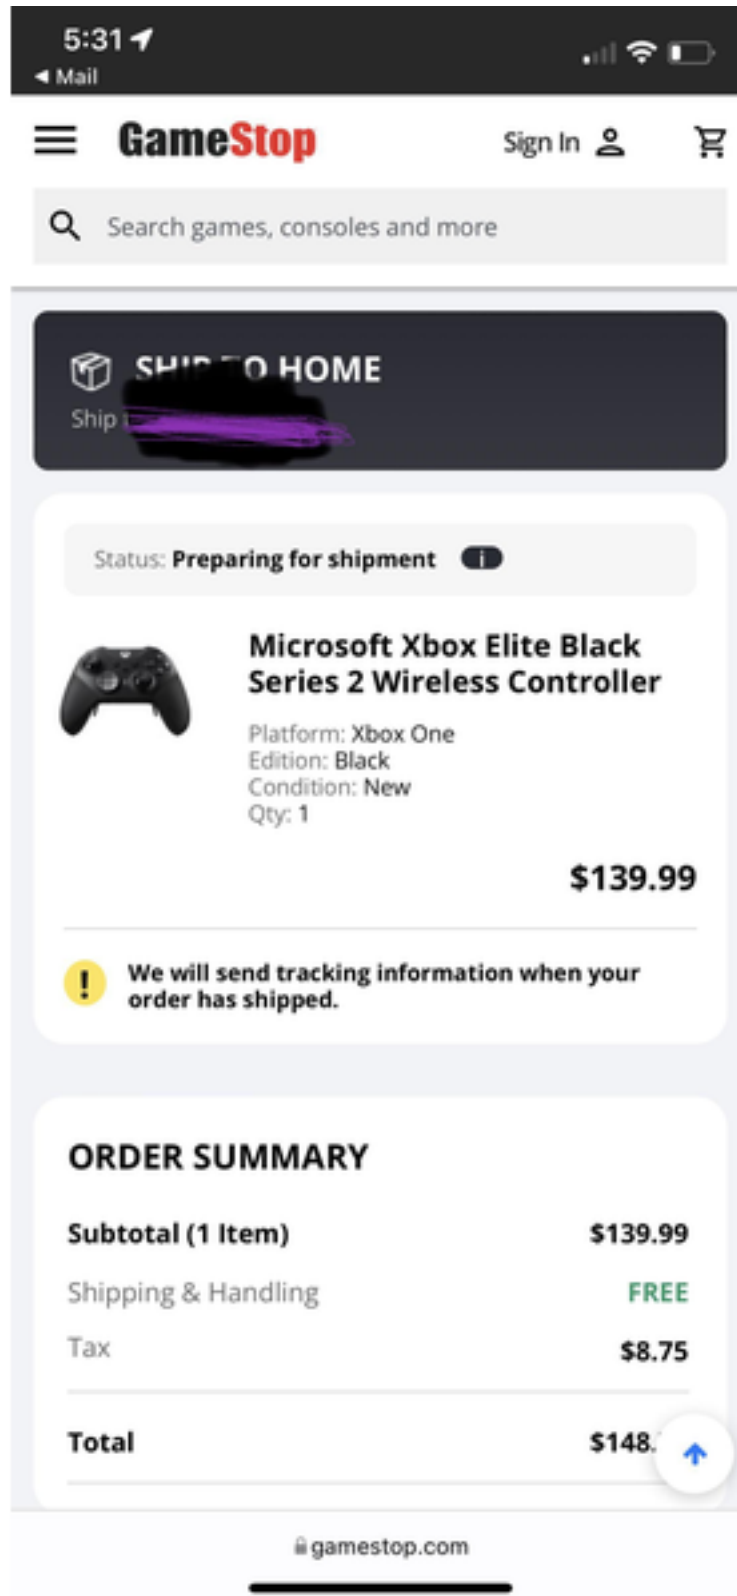 5:31
Mail
GameStop
Sign In
Search games, consoles and more
SHIP TO HOME
Ship
Status: Preparing for shipment i
Microsoft Xbox Elite Black
Series 2 Wireless Controller
Platform: Xbox One
Edition: Black
Condition: New
Qty: 1
$139.99
! We will send tracking information when your
order has shipped.
ORDER SUMMARY
Subtotal (1 Item) $139.99
Shipping & Handling FREE
Tax $8.75
Total $148.
gamestop.com